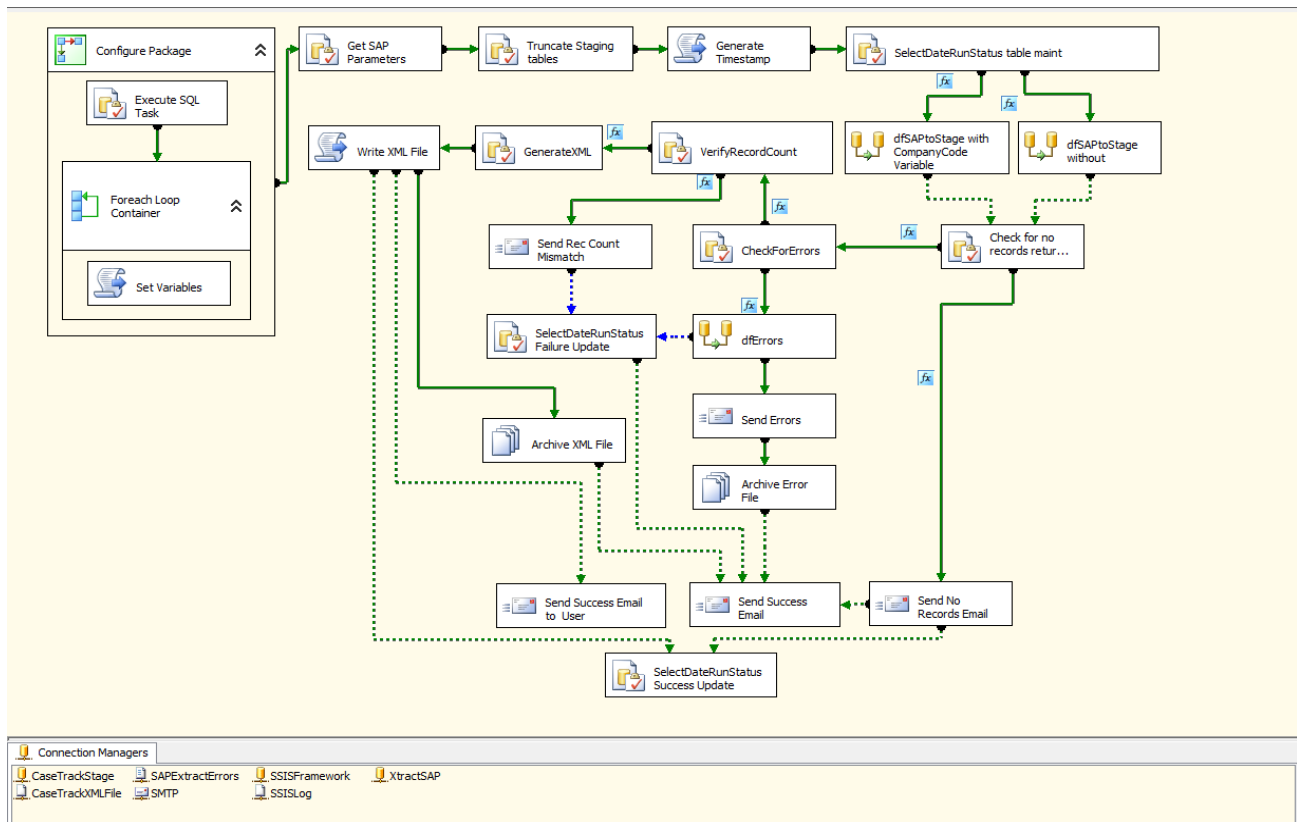 Configure Package
Execute SQL
Task
Foreach Loop
Container
Set Variables
Get SAP
Parameters
Truncate Staging
tables
Generate
Timestamp
SelectDateRunStatus table maint
fx
fx
Write XML File
GenerateXML
fx
VerifyRecordCount
dfSAPtoStage with
CompanyCode
Variable
dfSAPtoStage
without
fx
fx
Send Rec Count
Mismatch
CheckForErrors
fx
Check for no
records retur...
fx
SelectDateRunStatus
Failure Update
dfErrors
fx
Send Errors
Archive XML File
Archive Error
File
Send Success Email
to User
Send Success
Email
Send No
Records Email
SelectDateRunStatus
Success Update
Connection Managers
CaseTrackStage SAPExtractErrors SSISFramework XtractSAP
CaseTrackXMLFile SMTP SSISLog